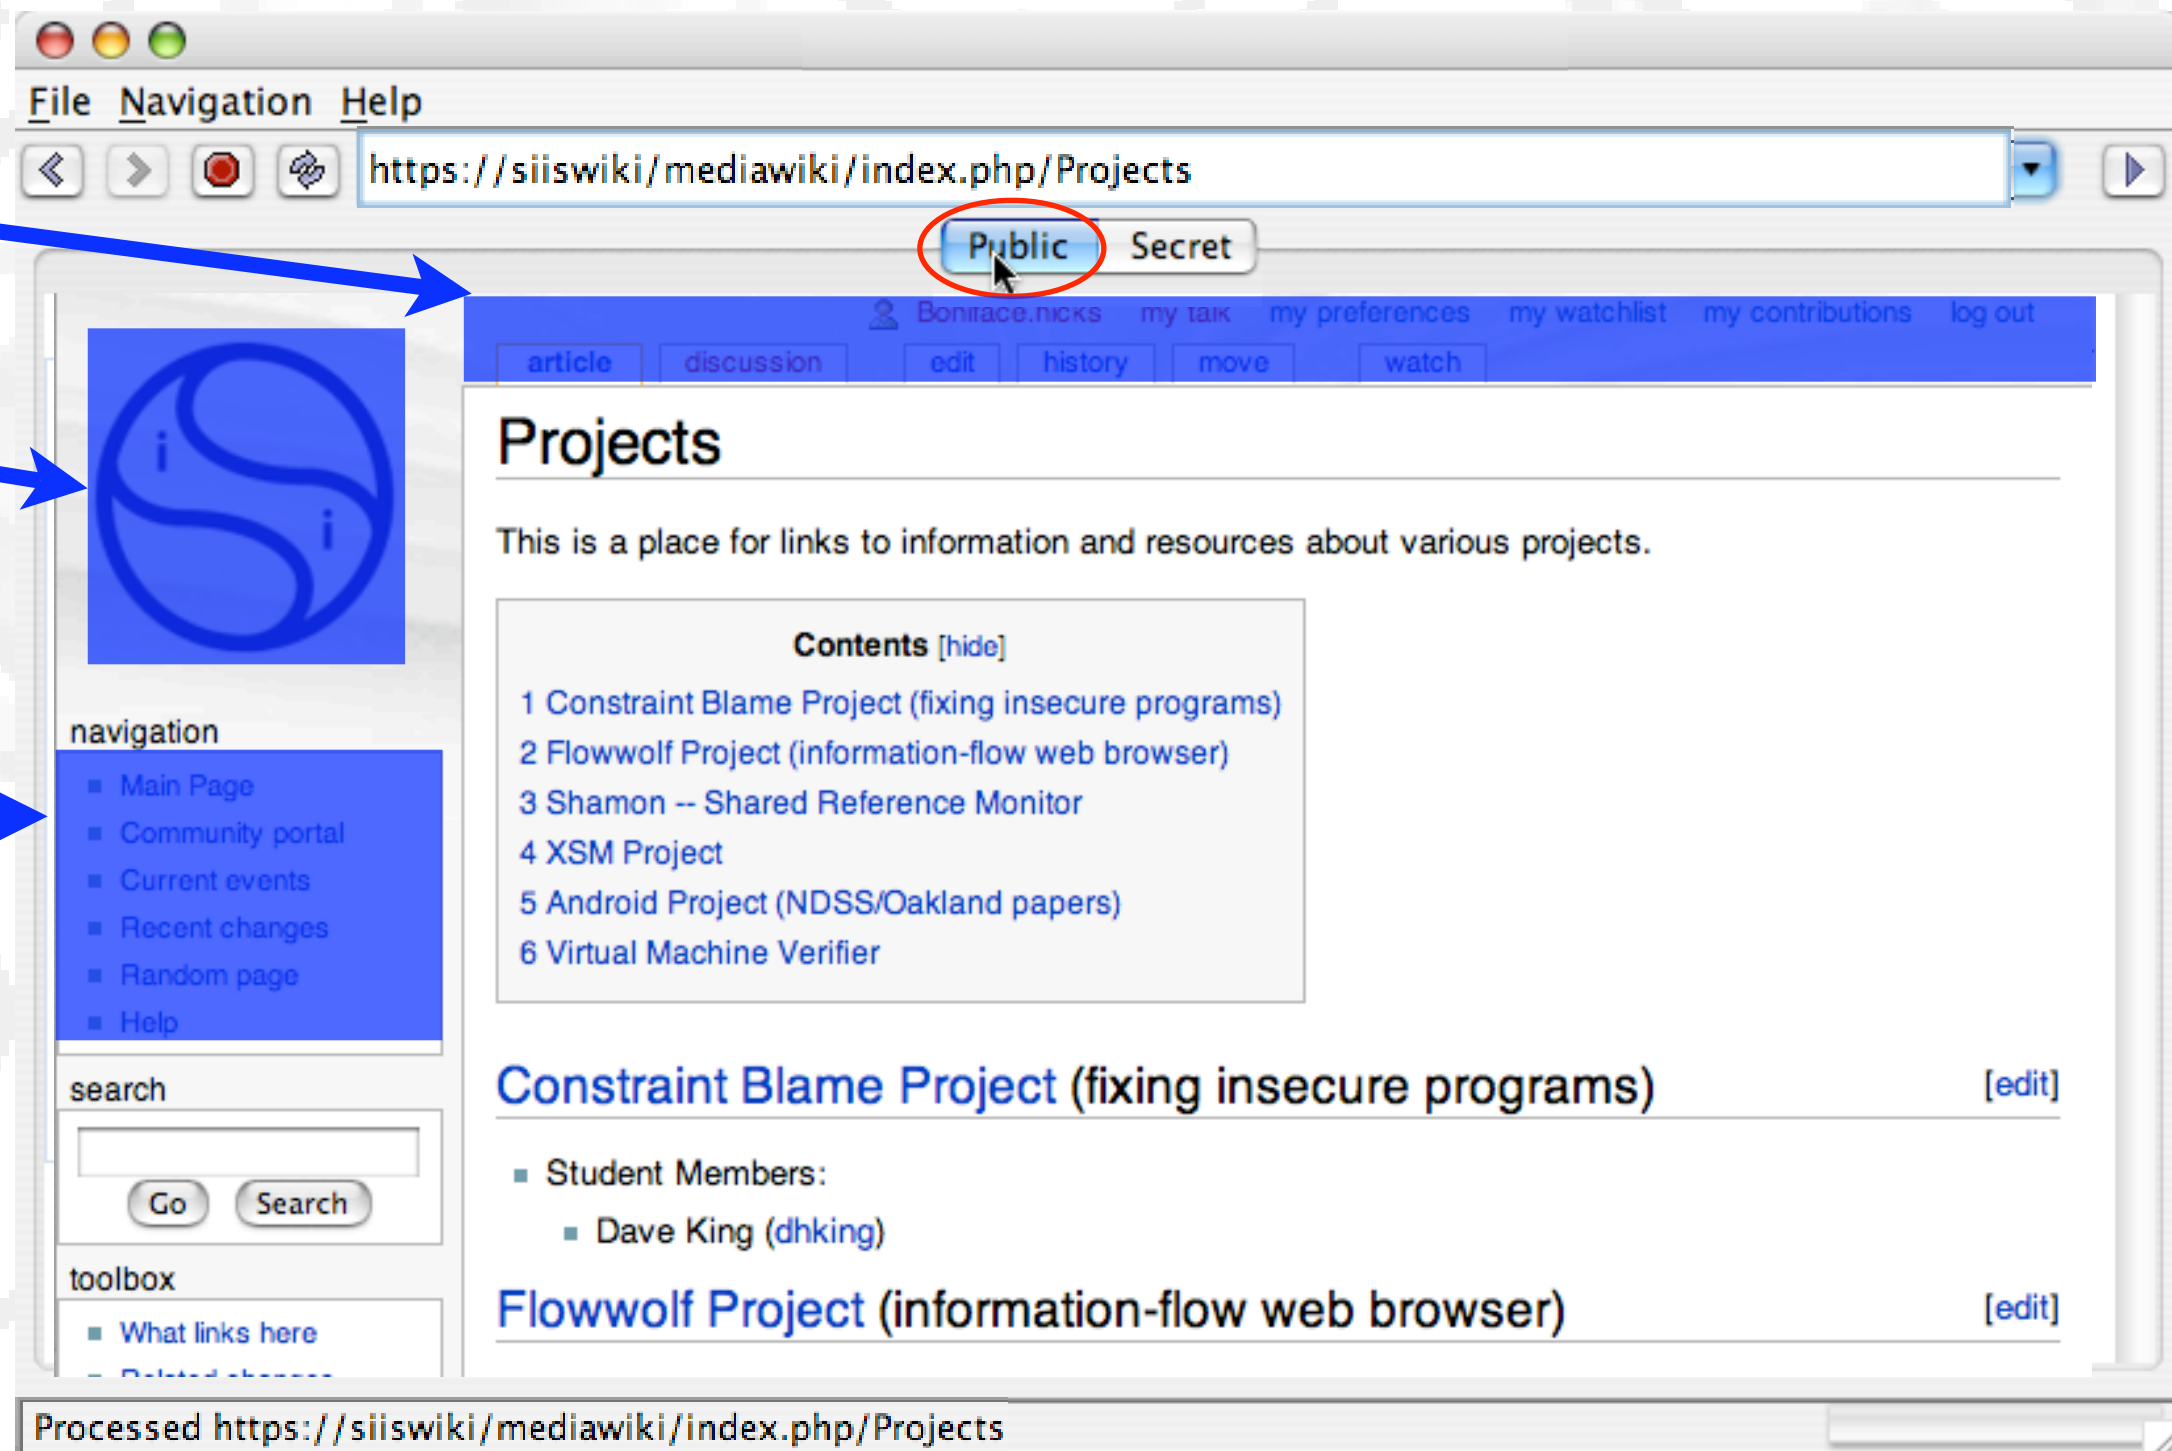 File Navigation Help
https://siiswiki/mediawiki/index.php/Projects
Public Secret
Boniface.nicks my talk my preferences my watchlist my contributions log out
article discussion edit history move watch
i
i
navigation
Main Page
Community portal
Current events
Recent changes
Random page
Help
search
Go Search
toolbox
What links here
Related changes
Projects
This is a place for links to information and resources about various projects.
Contents [hide]
1 Constraint Blame Project (fixing insecure programs)
2 Flowwolf Project (information-flow web browser)
3 Shamon -- Shared Reference Monitor
4 XSM Project
5 Android Project (NDSS/Oakland papers)
6 Virtual Machine Verifier
Constraint Blame Project (fixing insecure programs) [edit]
Student Members:
Dave King (dhking)
Flowwolf Project (information-flow web browser) [edit]
Processed https://siiswiki/mediawiki/index.php/Projects